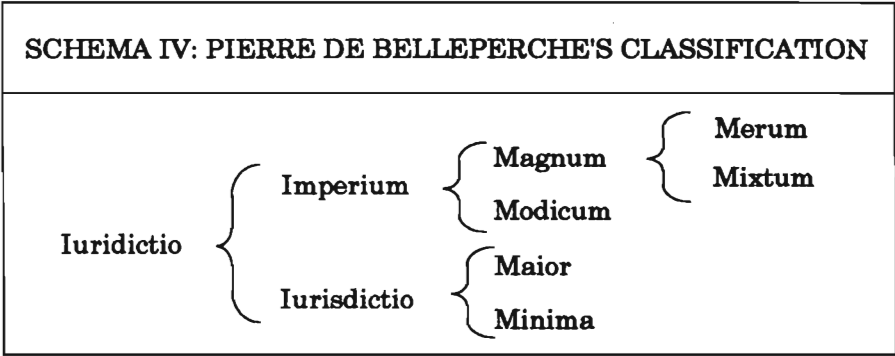 SCHEMA IV: PIERRE DE BELLEPERCHE'S CLASSIFICATION
Merum
Magnum
Mixtum
Imperium
Modicum
Iuridictio
Maior
Iurisdictio
Minima